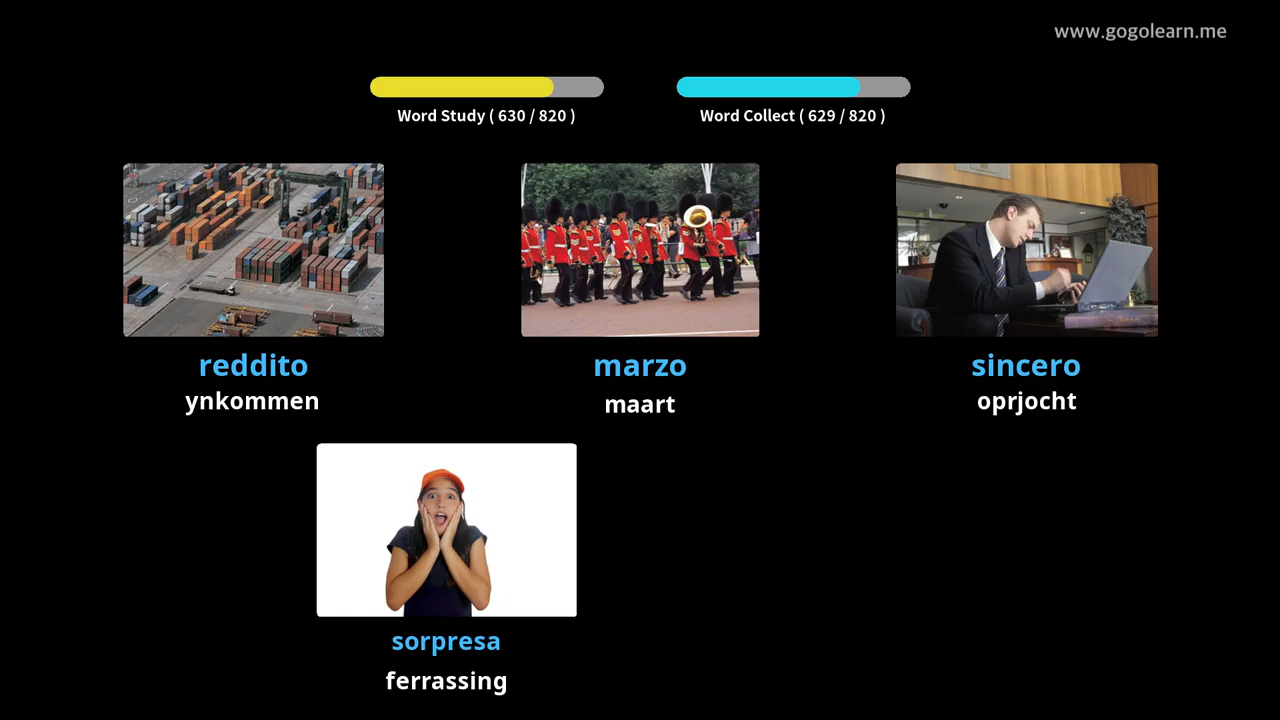 www.gogolearn.me
Word Study ( 630 / 820 )
Word Collect ( 629 / 820 )
reddito
ynkommen
marzo
maart
sincero
oprjocht
sorpresa
ferrassing